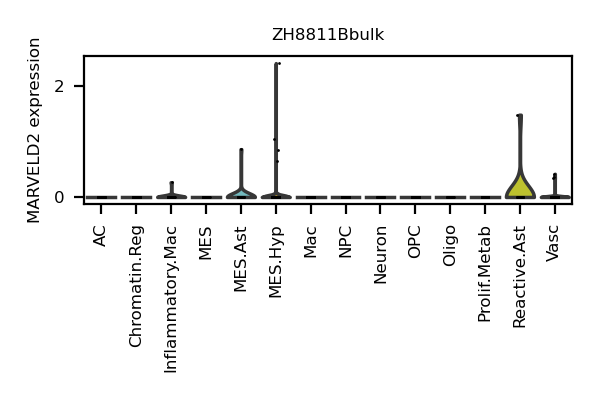 ZH8811Bbulk
MARVELD2 expression
2
0
AC
Chromatin.Reg
Inflammatory.Mac
MES
MES.Ast
MES.Hyp
Mac
NPC
Neuron
OPC
Oligo
Prolif.Metab
Reactive.Ast
Vasc